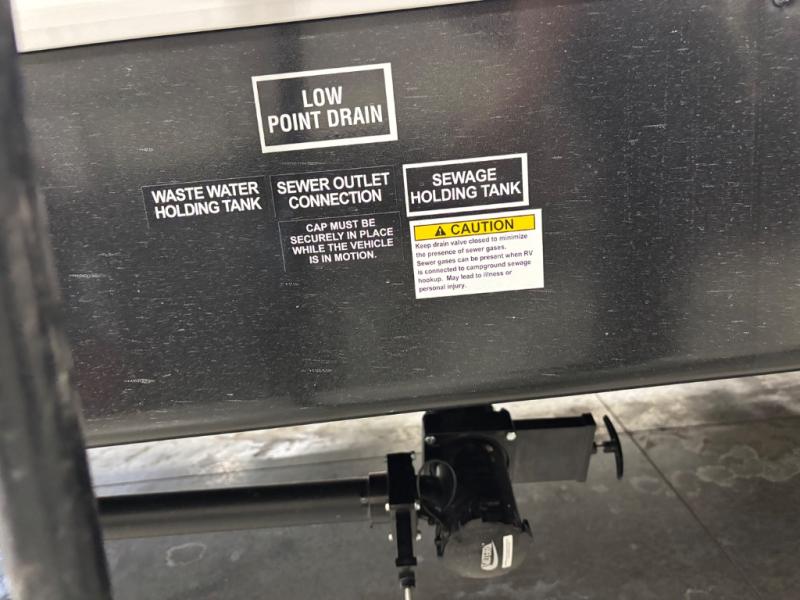 LOW
POINT DRAIN
WASTE WATER
HOLDING TANK
SEWER OUTLET
CONNECTION
CAP MUST BE
SECURELY IN PLACE
WHILE THE VEHICLE
IS IN MOTION.
SEWAGE
HOLDING TANK
CAUTION
Keep drain valve closed to minimize
the presence of sewer gases.
Sewer gases can be present when RV
is connected to campground sewage
hookup. May lead to illness or
personal injury.